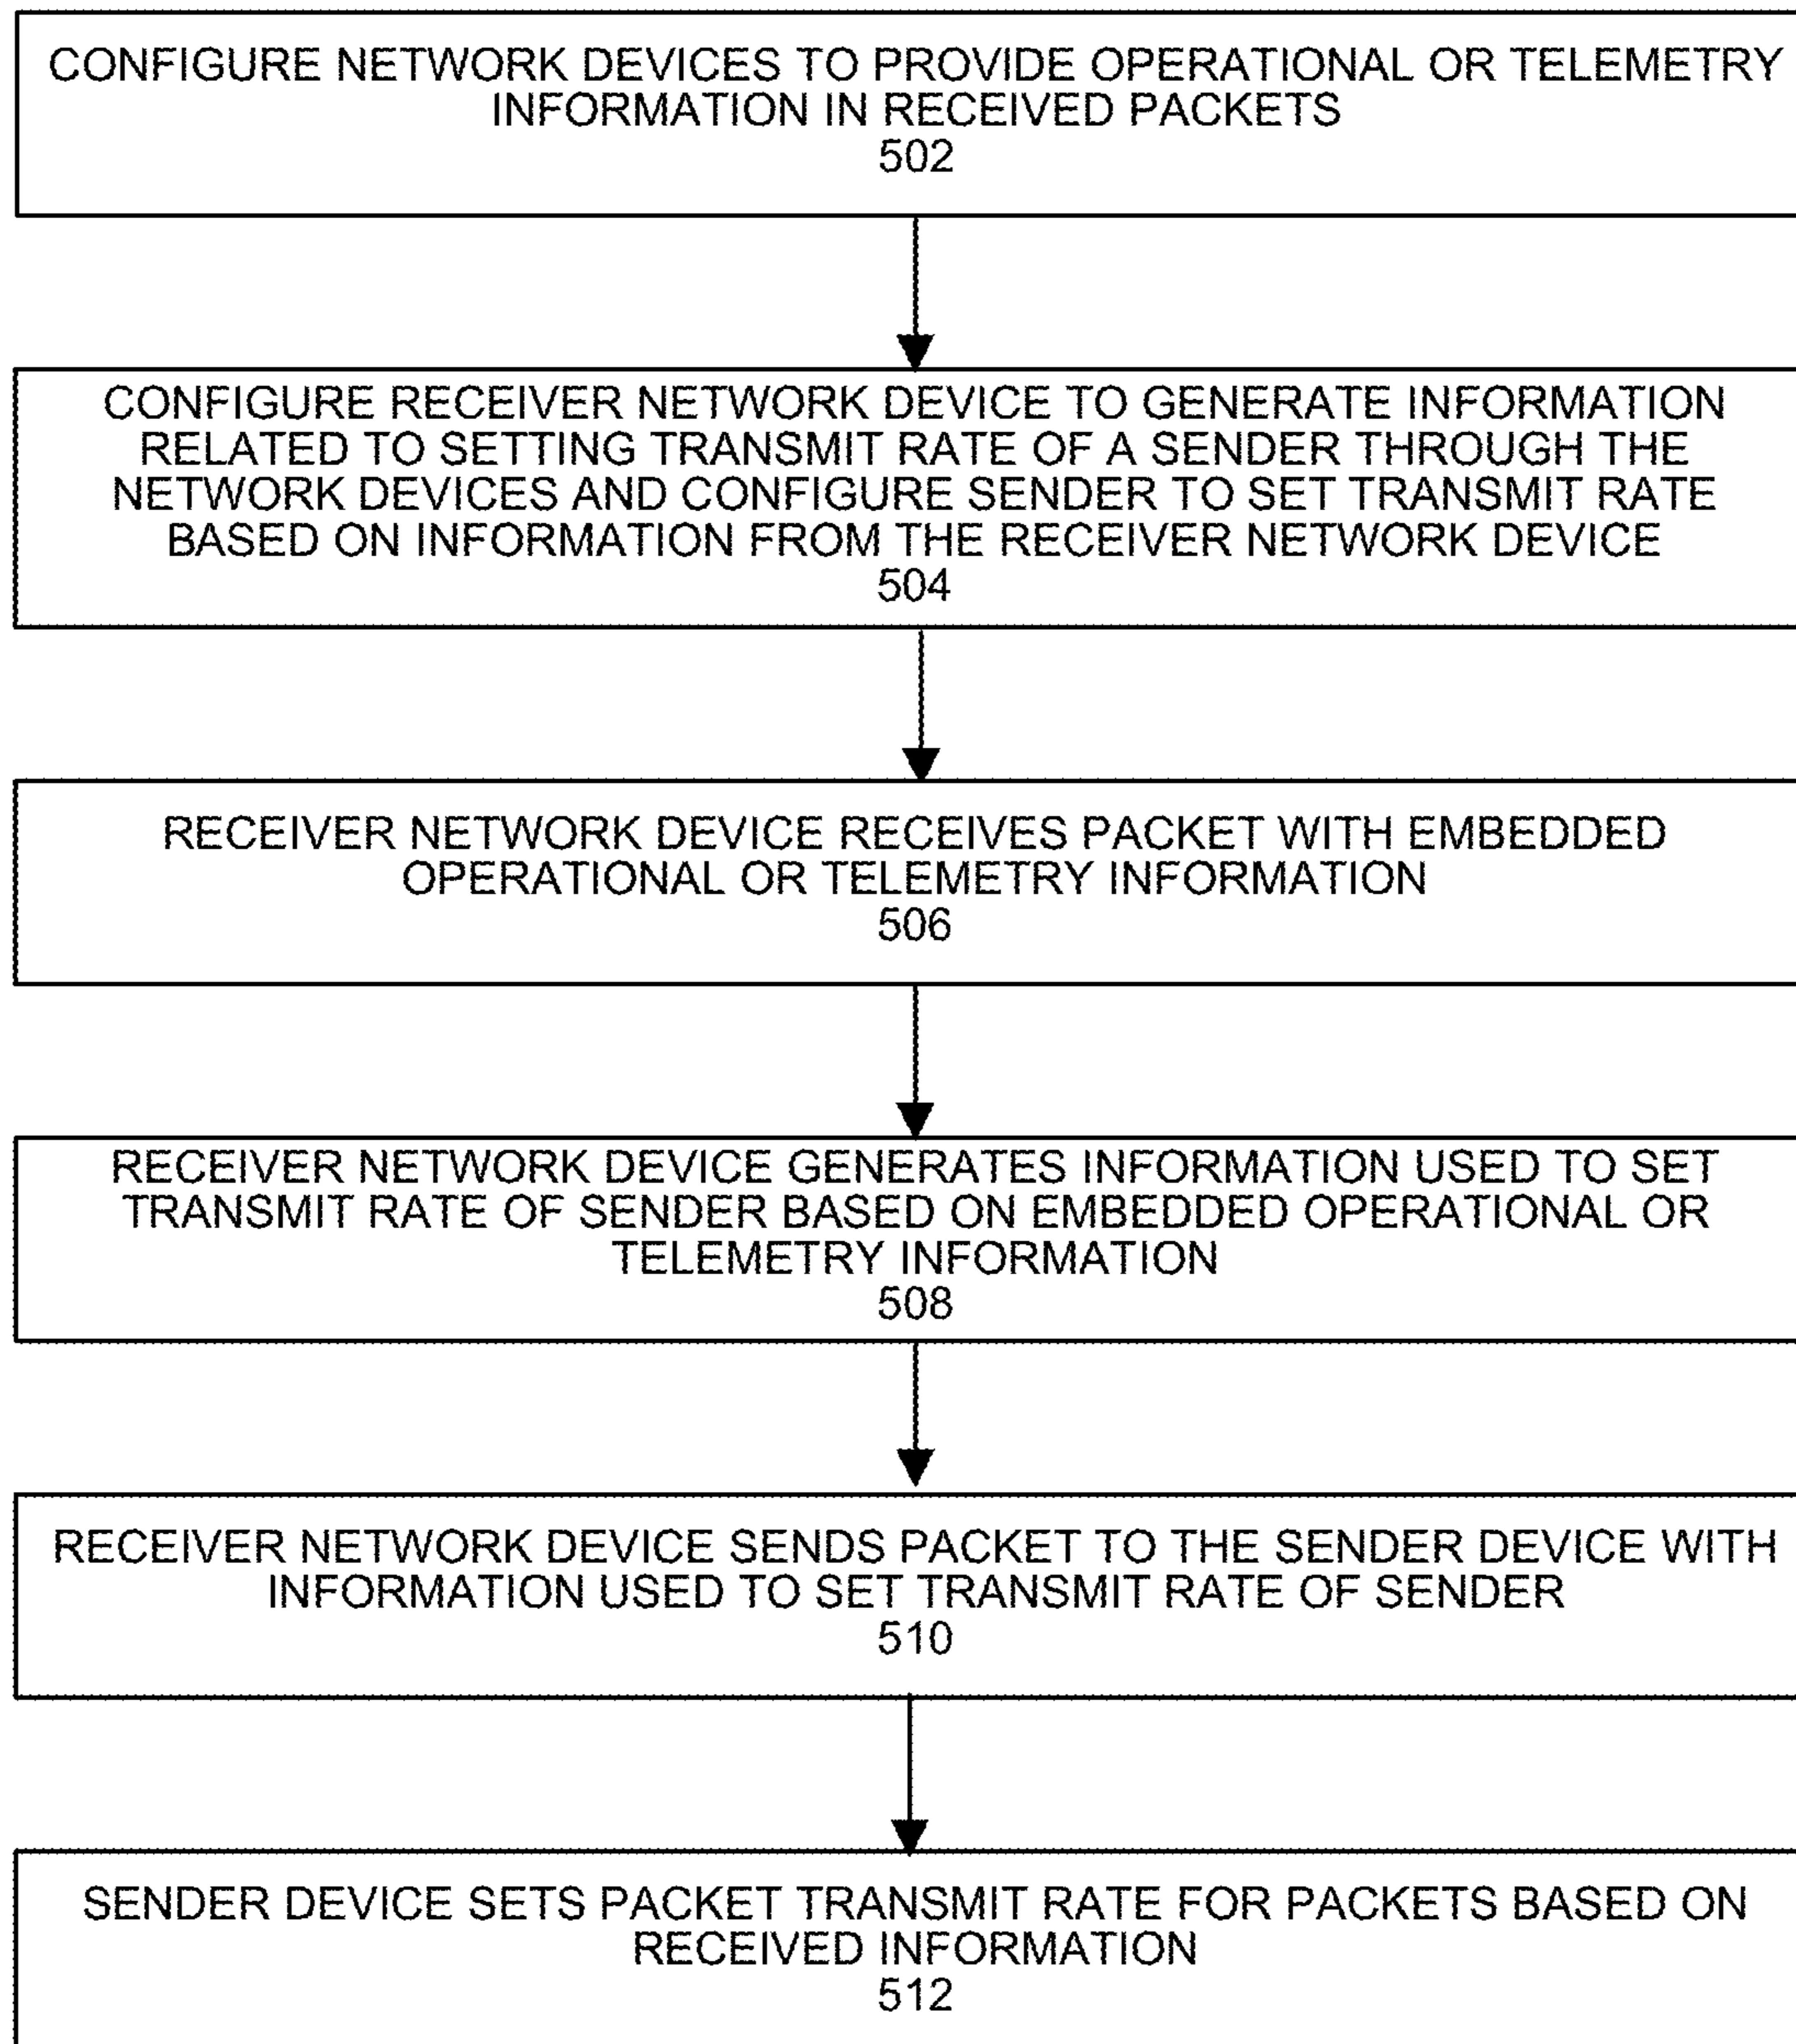 CONFIGURE NETWORK DEVICES TO PROVIDE OPERATIONAL OR TELEMETRY
INFORMATION IN RECEIVED PACKETS
502
CONFIGURE RECEIVER NETWORK DEVICE TO GENERATE INFORMATION
RELATED TO SETTING TRANSMIT RATE OF A SENDER THROUGH THE
NETWORK DEVICES AND CONFIGURE SENDER TO SET TRANSMIT RATE
BASED ON INFORMATION FROM THE RECEIVER NETWORK DEVICE
504
RECEIVER NETWORK DEVICE RECEIVES PACKET WITH EMBEDDED
OPERATIONAL OR TELEMETRY INFORMATION
506
RECEIVER NETWORK DEVICE GENERATES INFORMATION USED TO SET
TRANSMIT RATE OF SENDER BASED ON EMBEDDED OPERATIONAL OR
TELEMETRY INFORMATION
508
RECEIVER NETWORK DEVICE SENDS PACKET TO THE SENDER DEVICE WITH
INFORMATION USED TO SET TRANSMIT RATE OF SENDER
510
SENDER DEVICE SETS PACKET TRANSMIT RATE FOR PACKETS BASED ON
RECEIVED INFORMATION
512